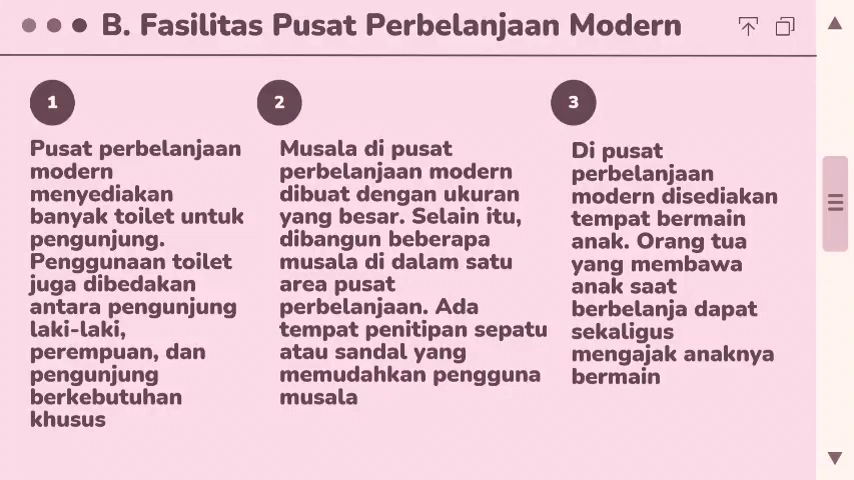 B. Fasilitas Pusat Perbelanjaan Modern
1
Pusat perbelanjaan
modern
menyediakan
banyak toilet untuk
pengunjung.
Penggunaan toilet
juga dibedakan
antara pengunjung
laki-laki,
perempuan, dan
pengunjung
berkebutuhan
khusus
2
Musala di pusat
perbelanjaan modern
dibuat dengan ukuran
yang besar. Selain itu,
dibangun beberapa
musala di dalam satu
area pusat
perbelanjaan. Ada
tempat penitipan sepatu
atau sandal yang
memudahkan pengguna
musala
3
Di pusat
perbelanjaan
modern disediakan
tempat bermain
anak. Orang tua
yang membawa
anak saat
berbelanja dapat
sekaligus
mengajak anaknya
bermain